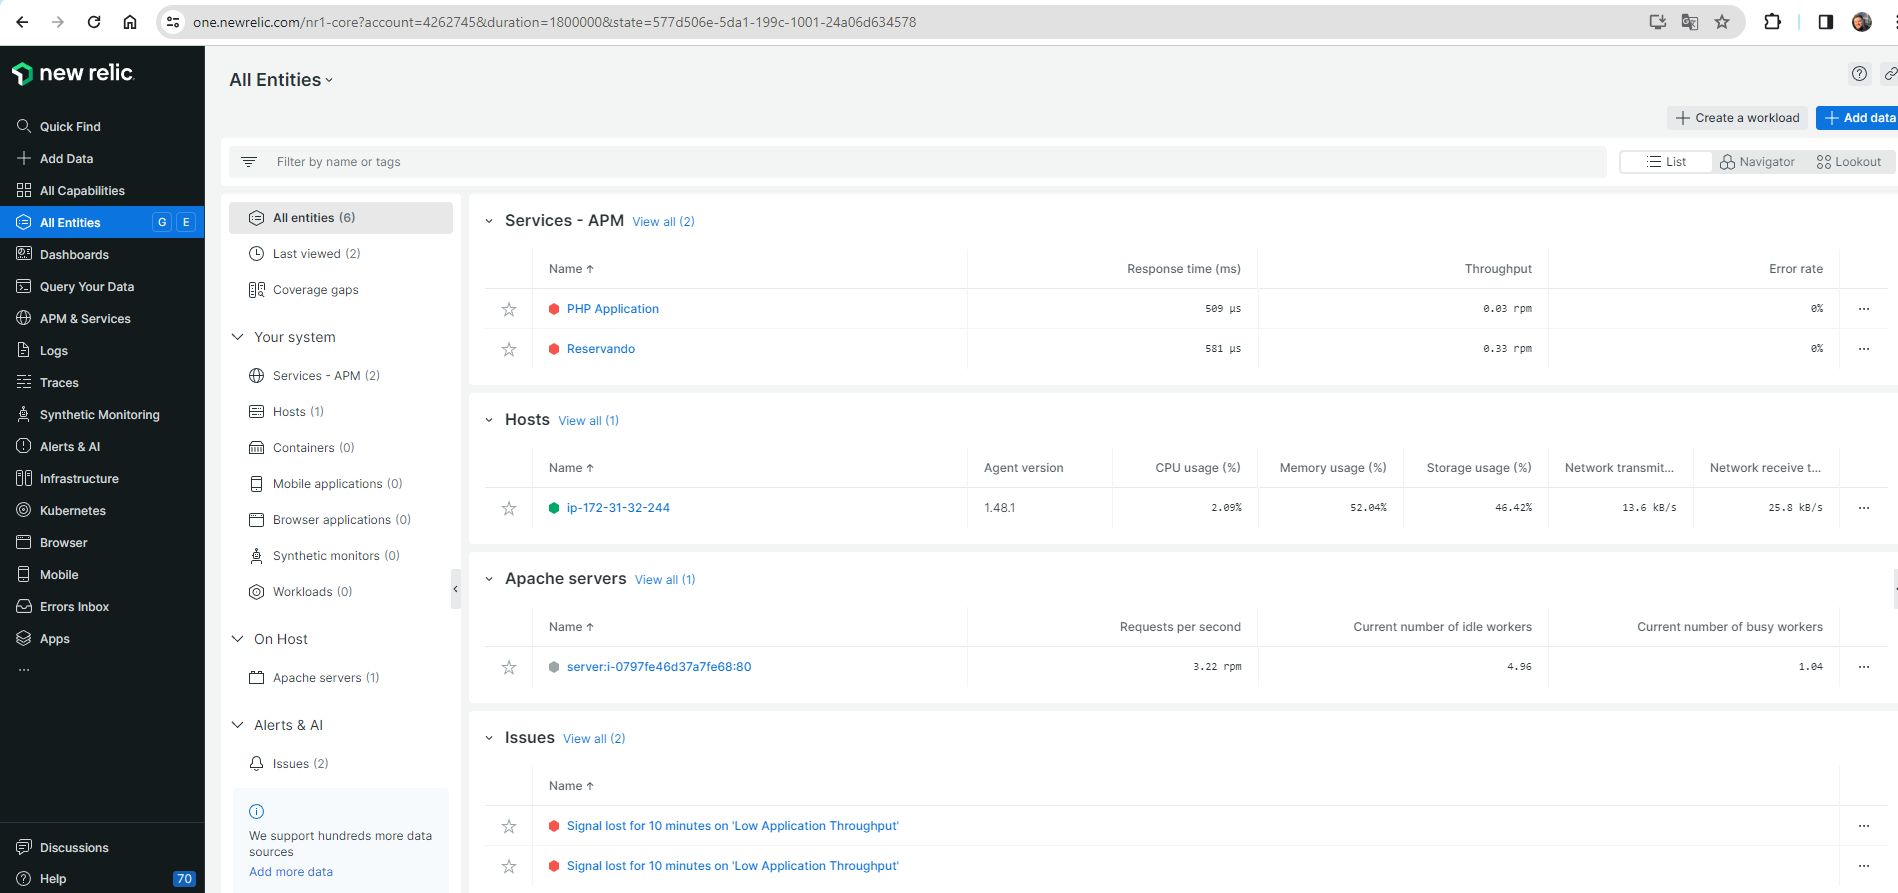 one.newrelic.com/nr1-core?account=4262745&duration=1800000&state=577d506e-5da1-199c-1001-24a06d634578
new relic
Quick Find
Add Data
All Capabilities
All Entities G E
Dashboards
Query Your Data
APM & Services
Logs
Traces
Synthetic Monitoring
Alerts & AI
Infrastructure
Kubernetes
Browser
Mobile
Errors Inbox
Apps
...
Discussions
Help 70
All Entities
Create a workload
Add data
Filter by name or tags
List Navigator Lookout
All entities (6)
Last viewed (2)
Coverage gaps
Your system
Services - APM (2)
Hosts (1)
Containers (0)
Mobile applications (0)
Browser applications (0)
Synthetic monitors (0)
Workloads (0)
On Host
Apache servers (1)
Alerts & AI
Issues (2)
We support hundreds more data
sources
Add more data
Services - APM View all (2)
Name ↑ Response time (ms) Throughput Error rate
PHP Application 509 µs 0.03 rpm 0% ...
Reservando 581 µs 0.33 rpm 0% ...
Hosts View all (1)
Name ↑ Agent version CPU usage (%) Memory usage (%) Storage usage (%) Network transmit... Network receive t...
ip-172-31-32-244 1.48.1 2.09% 52.04% 46.42% 13.6 kB/s 25.8 kB/s ...
Apache servers View all (1)
Name ↑ Requests per second Current number of idle workers Current number of busy workers
server:i-0797fe46d37a7fe68:80 3.22 rpm 4.96 1.04 ...
Issues View all (2)
Name ↑
Signal lost for 10 minutes on 'Low Application Throughput' ...
Signal lost for 10 minutes on 'Low Application Throughput' ...